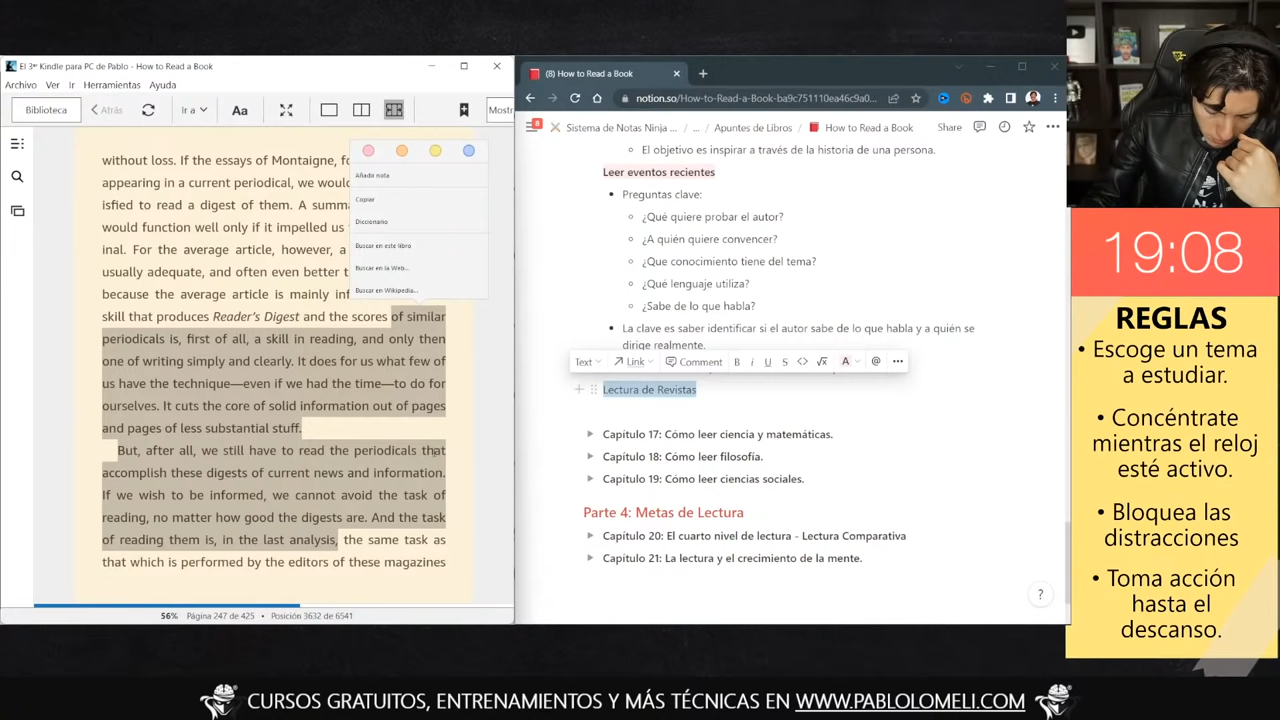 El 3er Kindle para PC de Pablo - How to Read a Book
Archivo Ver Ir Herramientas Ayuda
Biblioteca
Atrás
Ir a
Aa
Mostr
without loss. If the essays of Montaigne, fo
appearing in a current periodical, we would
isfied to read a digest of them. A summa
would function well only if it impelled us
inal. For the average article, however, a
usually adequate, and often even better t
because the average article is mainly inf
skill that produces Reader's Digest and the scores of similar
periodicals is, first of all, a skill in reading, and only then
one of writing simply and clearly. It does for us what few of
us have the technique—even if we had the time—to do for
ourselves. It cuts the core of solid information out of pages
and pages of less substantial stuff.
But, after all, we still have to read the periodicals that
accomplish these digests of current news and information.
If we wish to be informed, we cannot avoid the task of
reading, no matter how good the digests are. And the task
of reading them is, in the last analysis, the same task as
that which is performed by the editors of these magazines
Añadir nota
Copiar
Diccionario
Buscar en este libro
Buscar en la Web...
Buscar en Wikipedia...
56% Página 247 de 425 • Posición 3632 de 6541
(8) How to Read a Book
notion.so/How-to-Read-a-Book-ba9c751110ea46c9a0...
8
Sistema de Notas Ninja / ... / Apuntes de Libros / How to Read a Book
Share
El objetivo es inspirar a través de la historia de una persona.
Leer eventos recientes
Preguntas clave:
¿Qué quiere probar el autor?
¿A quién quiere convencer?
¿Que conocimiento tiene del tema?
¿Qué lenguaje utiliza?
¿Sabe de lo que habla?
La clave es saber identificar si el autor sabe de lo que habla y a quién se
dirige realmente.
Text Link Comment B i U S <> √x A @ •••
Lectura de Revistas
Capítulo 17: Cómo leer ciencia y matemáticas.
Capítulo 18: Cómo leer filosofía.
Capítulo 19: Cómo leer ciencias sociales.
Parte 4: Metas de Lectura
Capítulo 20: El cuarto nivel de lectura - Lectura Comparativa
Capítulo 21: La lectura y el crecimiento de la mente.
?
19:08
REGLAS
• Escoge un tema
a estudiar.
• Concéntrate
mientras el reloj
esté activo.
• Bloquea las
distracciones
• Toma acción
hasta el
descanso.
CURSOS GRATUITOS, ENTRENAMIENTOS Y MÁS TÉCNICAS EN WWW.PABLOLOMELI.COM